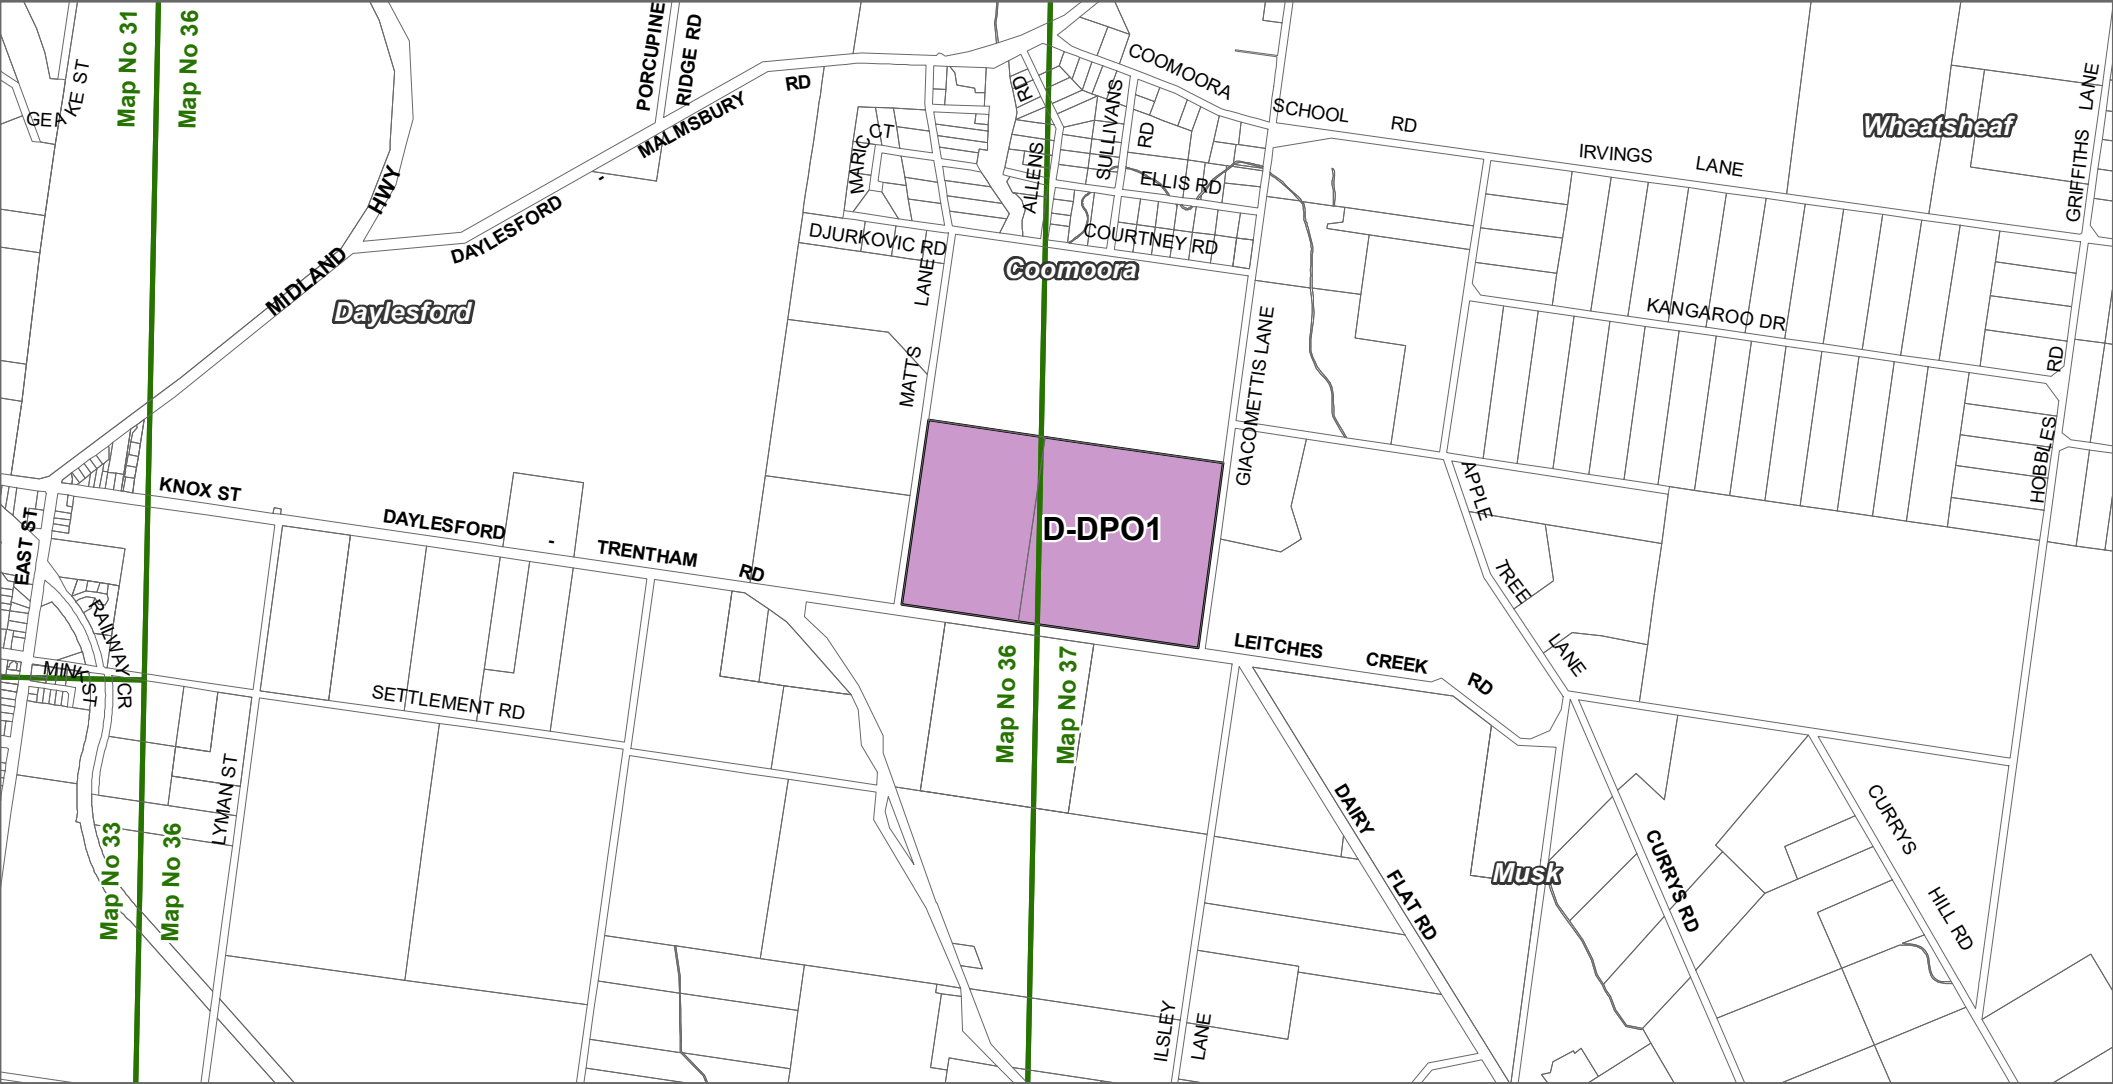 Map No 31
Map No 36
PORCUPINE
RIDGE RD
COOMOORA
SCHOOL RD
GRIFFITHS LANE
Wheatsheaf
IRVINGS LANE
MALMSBURY RD
RD
SULLIVANS
RD
MARIC CT
ALLENS
ELLIS RD
COURTNEY RD
DJURKOVIC RD
Coomoora
HWY
DAYLESFORD
-
MIDLAND
Daylesford
LANE
MATTS
GIACOMETTIS LANE
KANGAROO DR
RD
HOBBLES
KNOX ST
DAYLESFORD
-
TRENTHAM
RD
D-DPO1
APPLE
TREE
LANE
EAST ST
RAILWAY CR
SETTLEMENT RD
LEITCHES CREEK RD
Map No 36
Map No 37
LYMAN ST
Map No 33
Map No 36
DAIRY
FLAT RD
Musk
CURRYS RD
CURRYS
HILL RD
ILSLEY
LANE